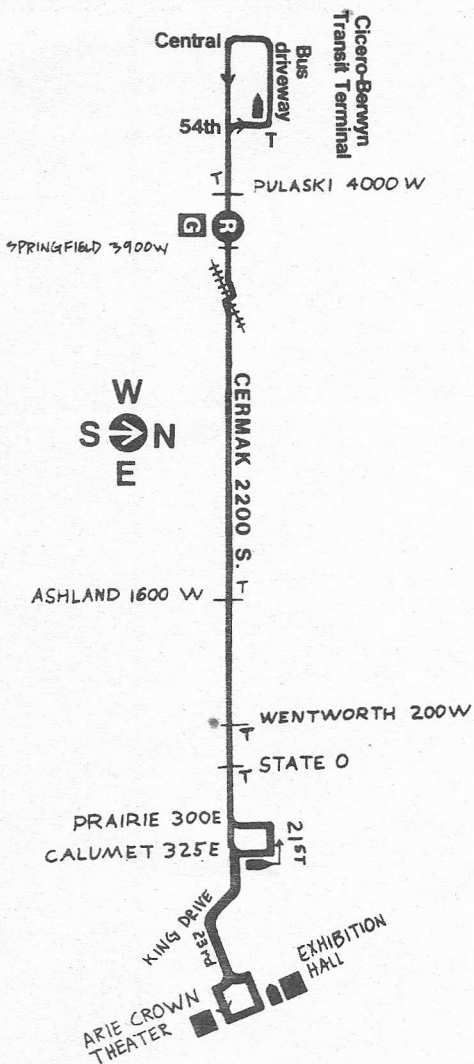 Cicero-Berwyn
Transit Terminal
Bus
driveway
Central
54th
T
T
PULASKI 4000 W
G
R
SPRINGFIELD 3900W
W
S N
E
CERMAK 2200 S.
T
ASHLAND 1600 W
WENTWORTH 200W
T
STATE 0
T
PRAIRIE 300E
21ST
CALUMET 325E
KING DRIVE
23rd
EXHIBITION
HALL
ARIE CROWN
THEATER